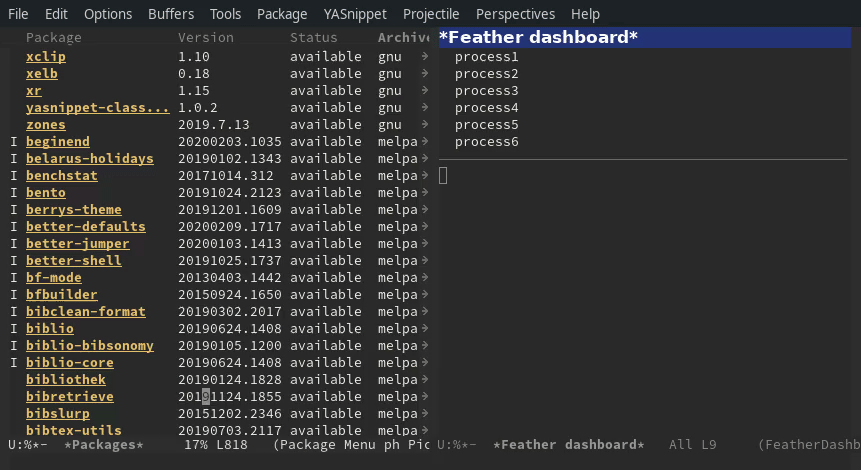 File Edit Options Buffers Tools Package YASnippet Projectile Perspectives Help
Package Version Status Archive
xclip 1.10 available gnu
xelb 0.18 available gnu
xr 1.15 available gnu
yasnippet-class... 1.0.2 available gnu
zones 2019.7.13 available gnu
I beginend 20200203.1035 available melpa
I belarus-holidays 20190102.1343 available melpa
I benchstat 20171014.312 available melpa
I bento 20191024.2123 available melpa
I berrys-theme 20191201.1609 available melpa
I better-defaults 20200209.1717 available melpa
I better-jumper 20200103.1413 available melpa
I better-shell 20191025.1737 available melpa
I bf-mode 20130403.1442 available melpa
I bfbuilder 20150924.1650 available melpa
I bibclean-format 20190302.2017 available melpa
I biblio 20190624.1408 available melpa
I biblio-bibsonomy 20190105.1200 available melpa
I biblio-core 20190624.1408 available melpa
bibliothek 20190124.1828 available melpa
bibretrieve 20191124.1855 available melpa
bibslurp 20151202.2346 available melpa
bibtex-utils 20190703.2117 available melpa
U:%*- *Packages* 17% L818 (Package Menu ph Pic
*Feather dashboard*
process1
process2
process3
process4
process5
process6
U:%*- *Feather dashboard* All L9 (FeatherDashb